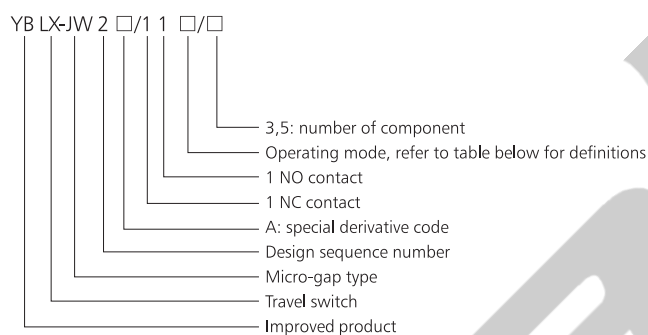 YB LX-JW 2 □/1 1 □/□
3,5: number of component
Operating mode, refer to table below for definitions
1 NO contact
1 NC contact
A: special derivative code
Design sequence number
Micro-gap type
Travel switch
Improved product